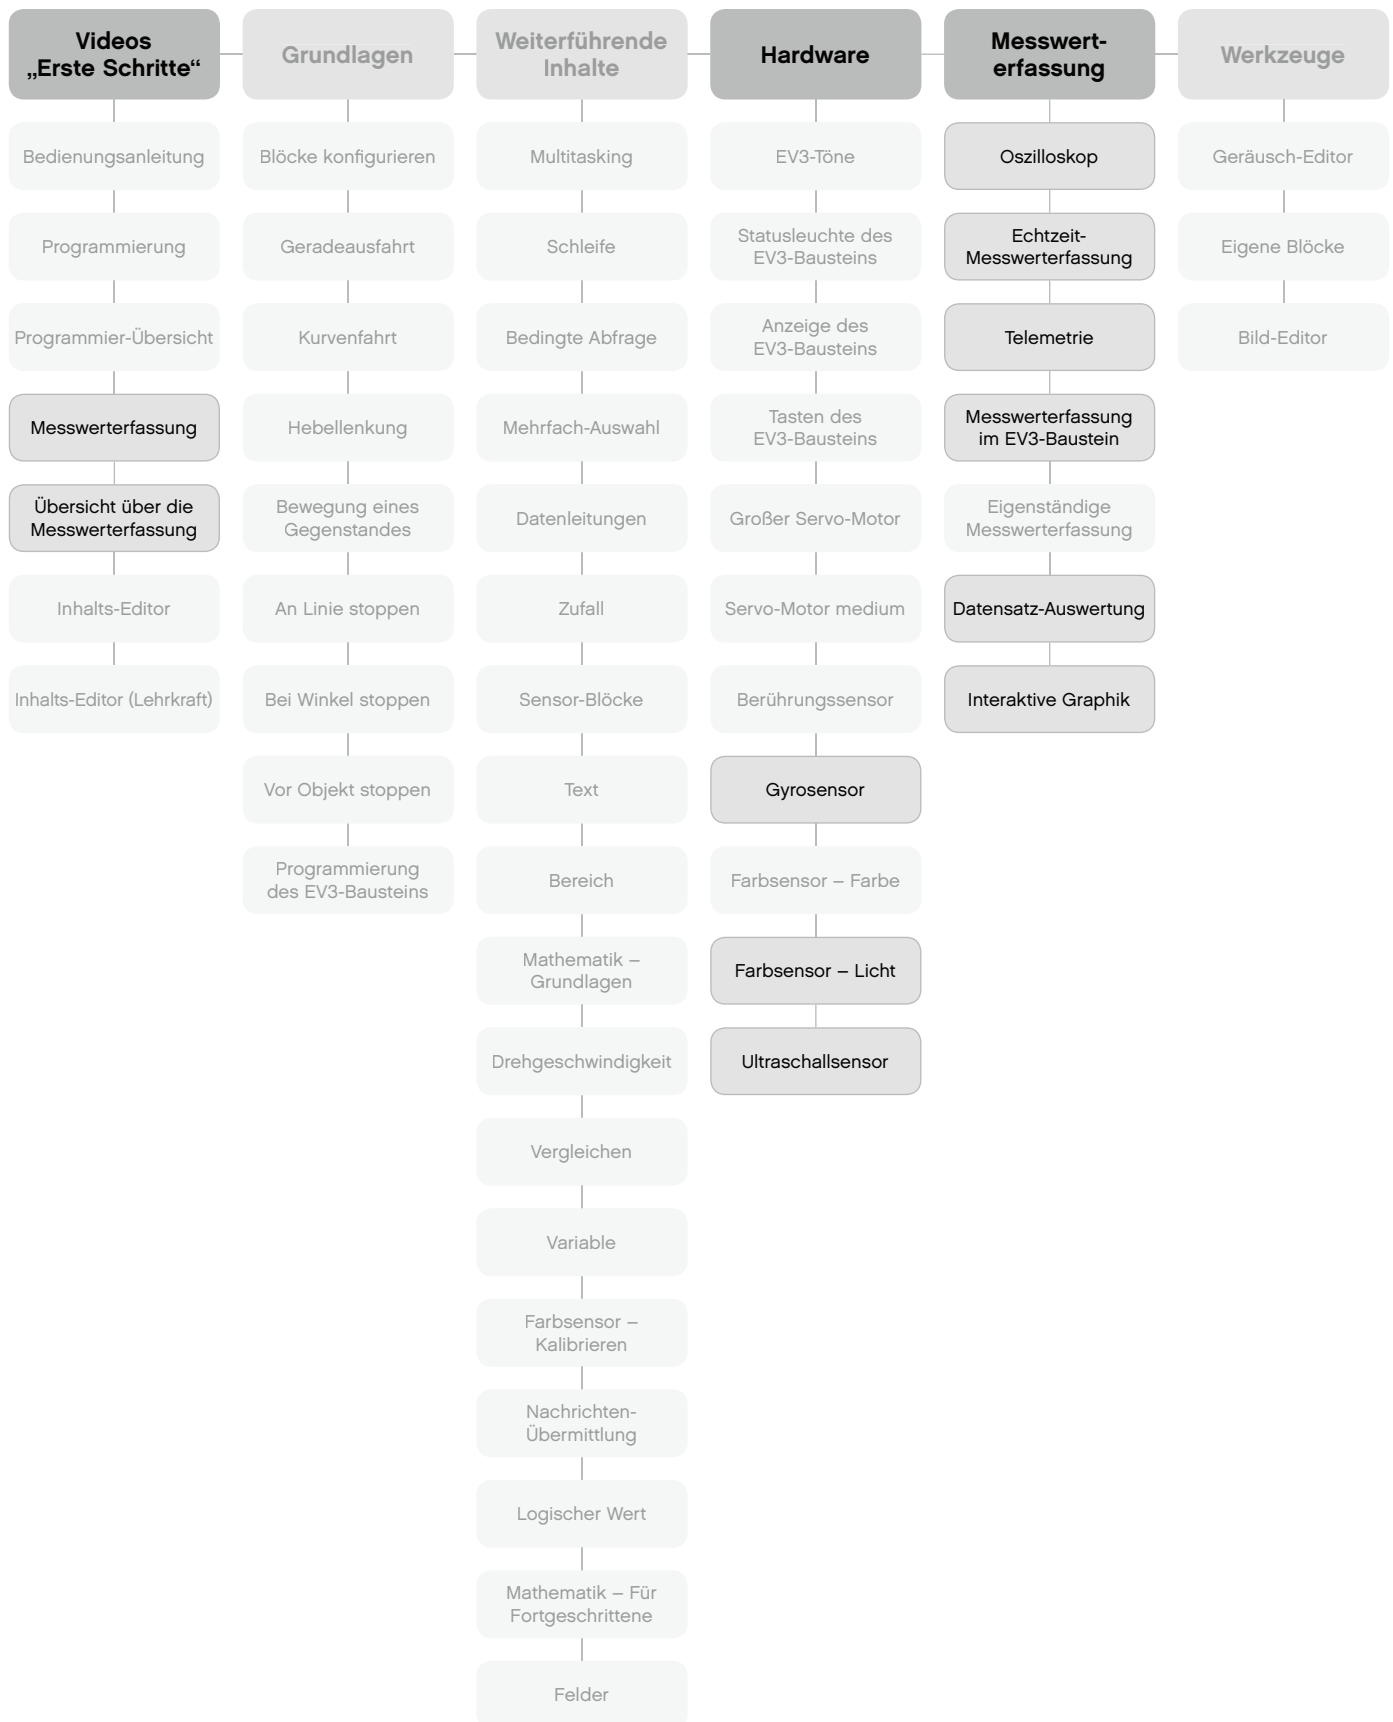 Videos
„Erste Schritte“
Bedienungsanleitung
Programmierung
Programmier-Übersicht
Messwerterfassung
Übersicht über die
Messwerterfassung
Inhalts-Editor
Inhalts-Editor (Lehrkraft)
Grundlagen
Blöcke konfigurieren
Geradeausfahrt
Kurvenfahrt
Hebellenkung
Bewegung eines
Gegenstandes
An Linie stoppen
Bei Winkel stoppen
Vor Objekt stoppen
Programmierung
des EV3-Bausteins
Weiterführende
Inhalte
Multitasking
Schleife
Bedingte Abfrage
Mehrfach-Auswahl
Datenleitungen
Zufall
Sensor-Blöcke
Text
Bereich
Mathematik –
Grundlagen
Drehgeschwindigkeit
Vergleichen
Variable
Farbsensor –
Kalibrieren
Nachrichten-
Übermittlung
Logischer Wert
Mathematik – Für
Fortgeschrittene
Felder
Hardware
EV3-Töne
Statusleuchte des
EV3-Bausteins
Anzeige des
EV3-Bausteins
Tasten des
EV3-Bausteins
Großer Servo-Motor
Servo-Motor medium
Berührungssensor
Gyrosensor
Farbsensor – Farbe
Farbsensor – Licht
Ultraschallsensor
Messwert-
erfassung
Oszilloskop
Echtzeit-
Messwerterfassung
Telemetrie
Messwerterfassung
im EV3-Baustein
Eigenständige
Messwerterfassung
Datensatz-Auswertung
Interaktive Graphik
Werkzeuge
Geräusch-Editor
Eigene Blöcke
Bild-Editor